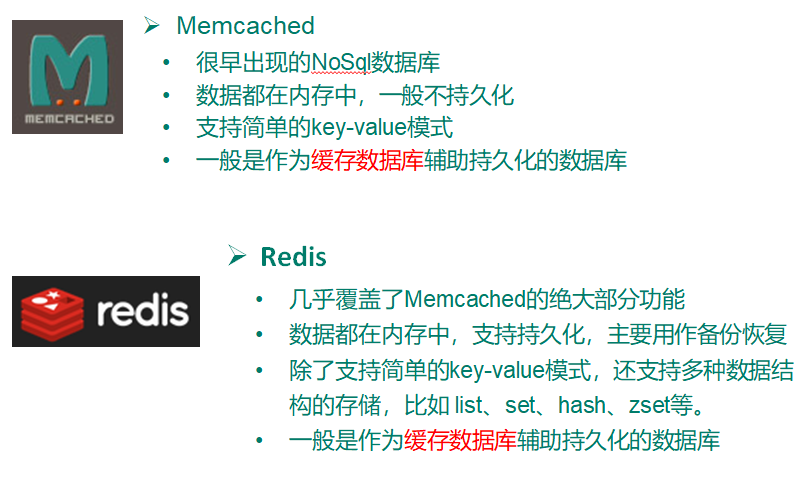 Memcached
MEMCACHED
很早出现的NoSql数据库
数据都在内存中，一般不持久化
支持简单的key-value模式
一般是作为缓存数据库辅助持久化的数据库
Redis
redis
几乎覆盖了Memcached的绝大部分功能
数据都在内存中，支持持久化，主要用作备份恢复
除了支持简单的key-value模式，还支持多种数据结
构的存储，比如 list、set、hash、zset等。
一般是作为缓存数据库辅助持久化的数据库